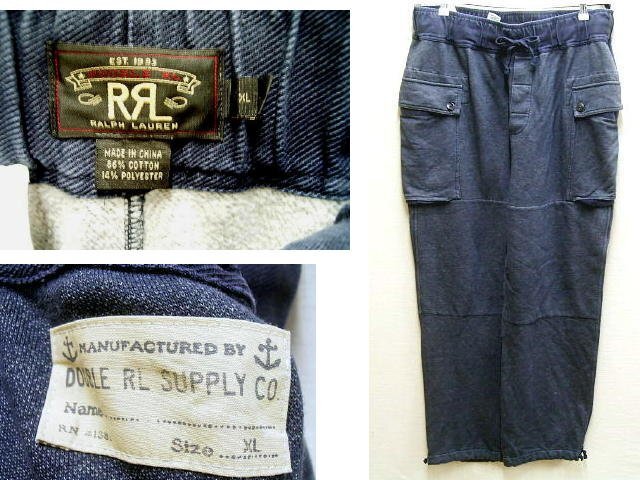 EST. 1993
RRL
RALPH LAUREN
XL
MADE IN CHINA
86% COTTON
14% POLYESTER
MANUFACTURED BY
DOUBLE RL SUPPLY CO.
Name
RN
Size XL